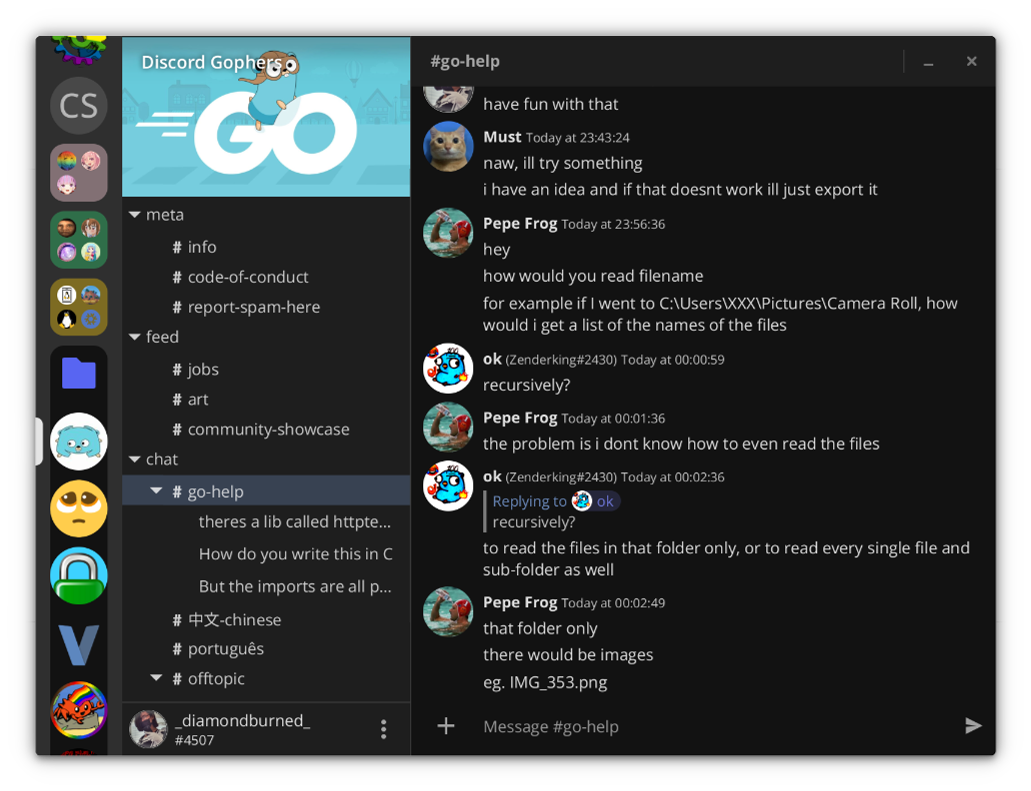 CS
Discord Gophers
GO
meta
# info
# code-of-conduct
# report-spam-here
feed
# jobs
# art
# community-showcase
chat
# go-help
theres a lib called httpte...
How do you write this in C
But the imports are all p...
# 中文-chinese
# português
# offtopic
_diamondburned_
#4507
#go-help
have fun with that
Must Today at 23:43:24
naw, ill try something
i have an idea and if that doesnt work ill just export it
Pepe Frog Today at 23:56:36
hey
how would you read filename
for example if I went to C:\Users\XXX\Pictures\Camera Roll, how
would i get a list of the names of the files
ok (Zenderking#2430) Today at 00:00:59
recursively?
Pepe Frog Today at 00:01:36
the problem is i dont know how to even read the files
ok (Zenderking#2430) Today at 00:02:36
Replying to ok
recursively?
to read the files in that folder only, or to read every single file and
sub-folder as well
Pepe Frog Today at 00:02:49
that folder only
there would be images
eg. IMG_353.png
Message #go-help